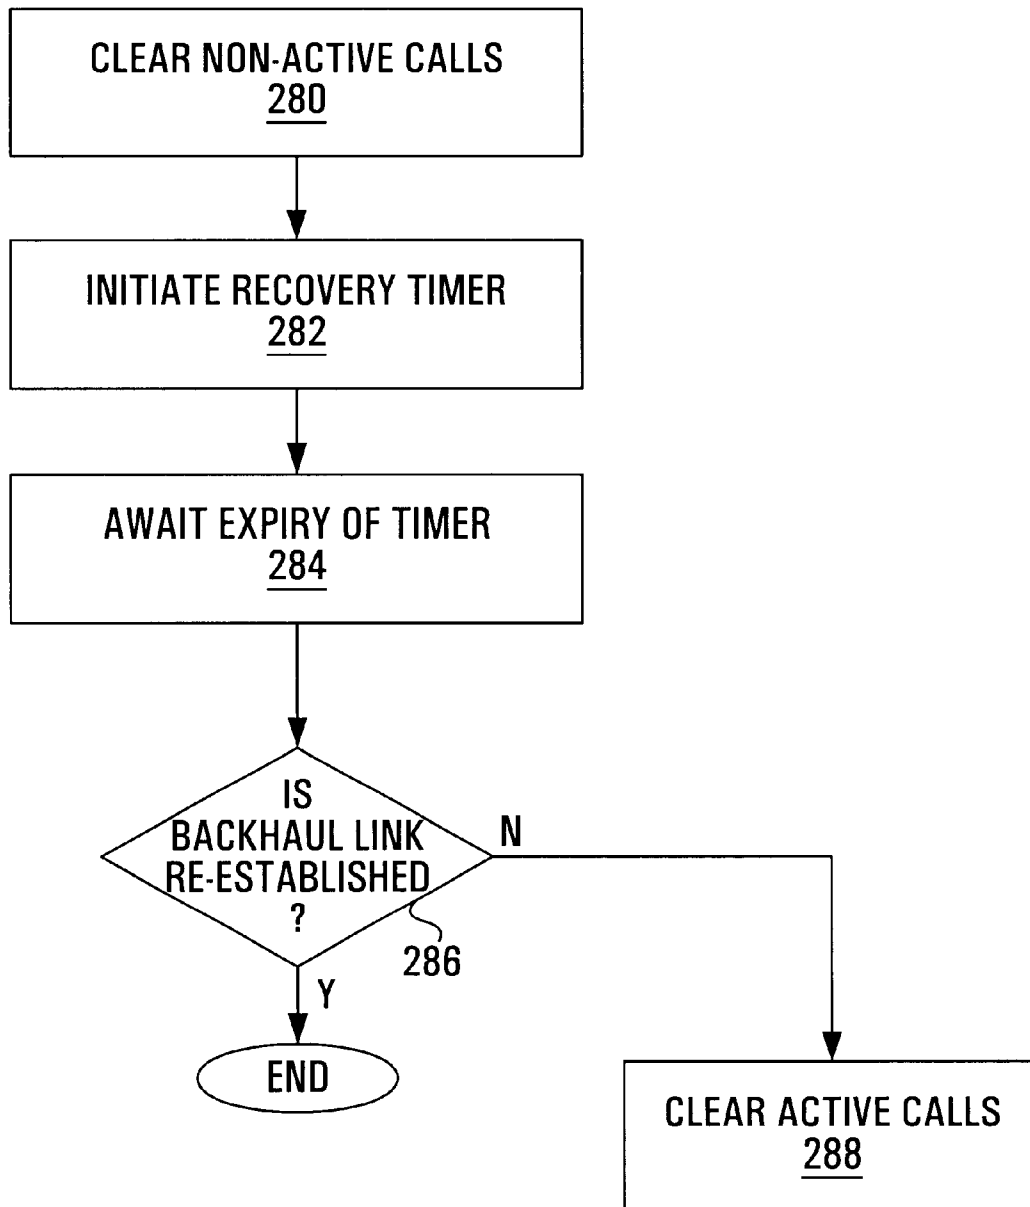 CLEAR NON-ACTIVE CALLS
280
INITIATE RECOVERY TIMER
282
AWAIT EXPIRY OF TIMER
284
IS
BACKHAUL LINK
RE-ESTABLISHED
?
N
286
Y
END
CLEAR ACTIVE CALLS
288